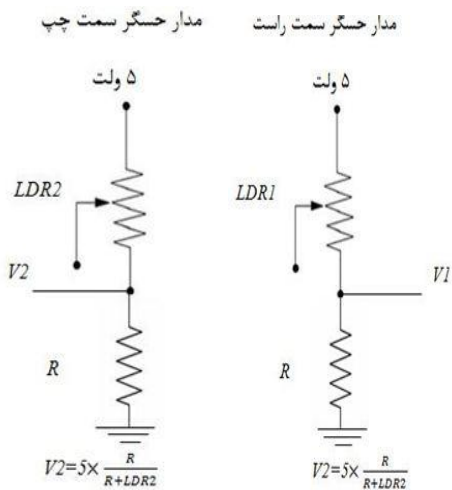 مدار حسگر سمت راست
مدار حسگر سمت چپ
۵ ولت
۵ ولت
LDR2
LDR1
V2
V1
R
R
V2=5× R/(R+LDR2)
V2=5× R/(R+LDR2)